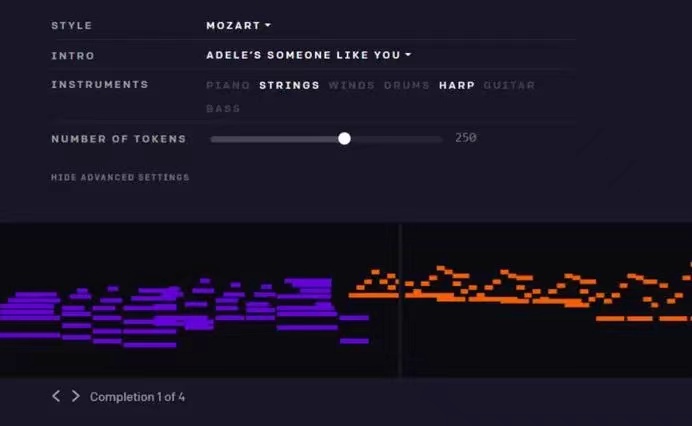 STYLE MOZART
INTRO ADELE'S SOMEONE LIKE YOU
INSTRUMENTS PIANO STRINGS WINDS DRUMS HARP GUITAR
BASS
NUMBER OF TOKENS 250
HIDE ADVANCED SETTINGS
Completion 1 of 4